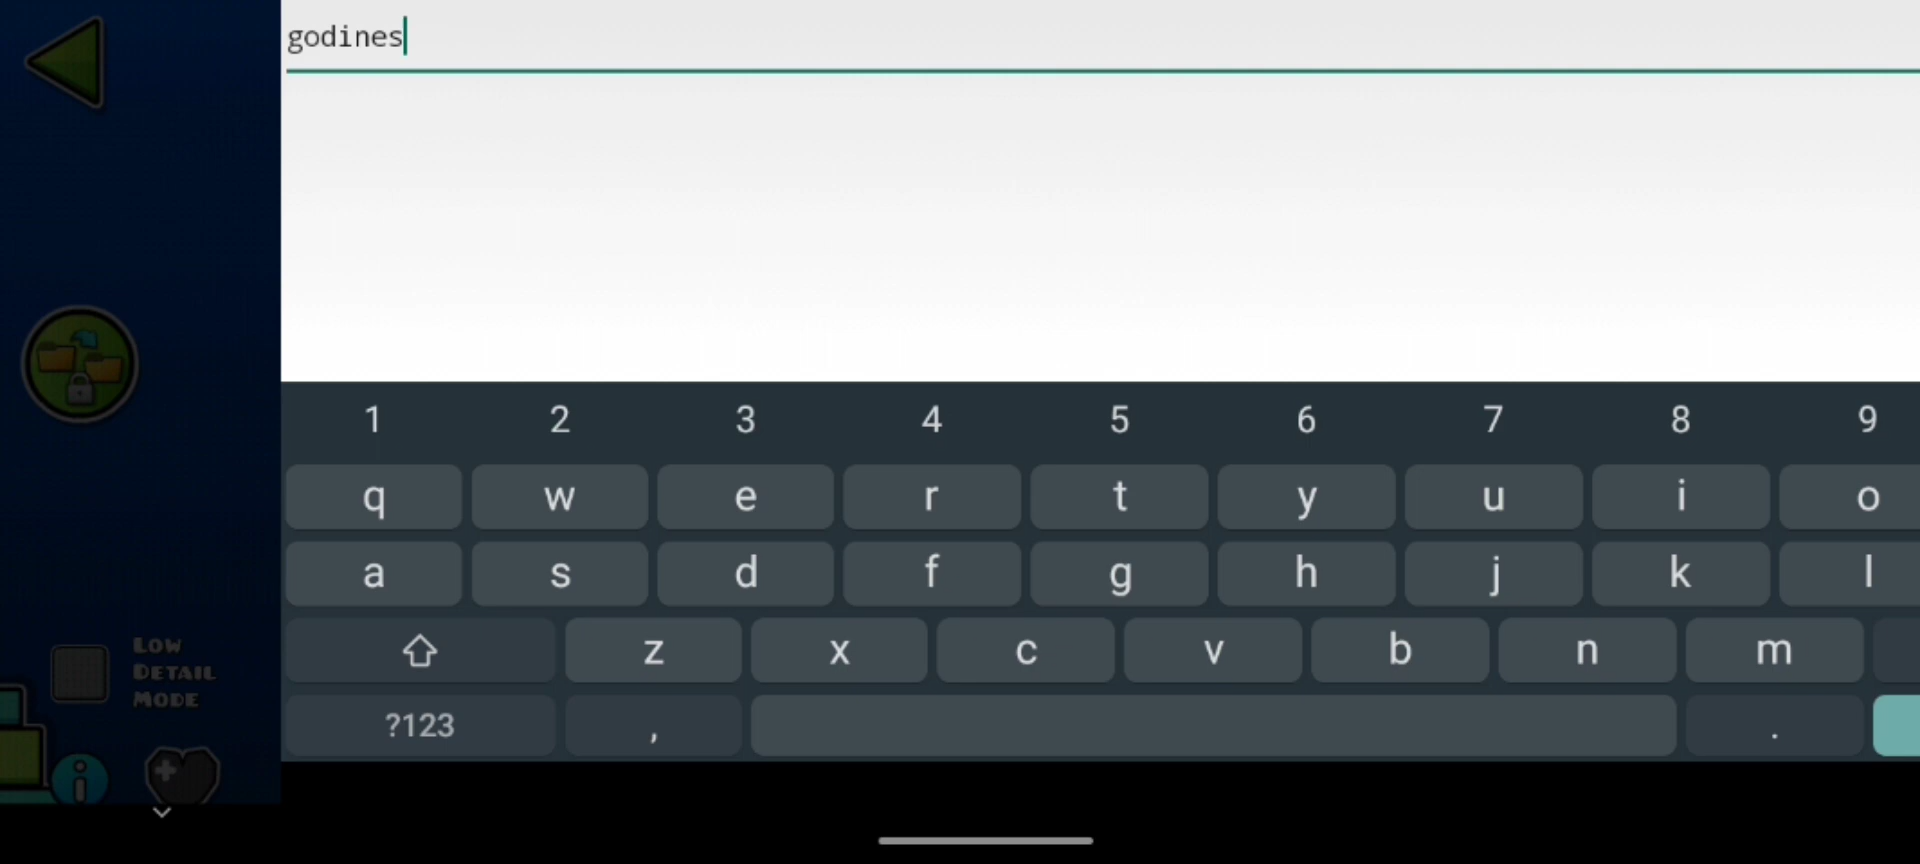 godines
1 2 3 4 5 6 7 8 9
q w e r t y u i o
a s d f g h j k l
z x c v b n m
?123 , .
Low
Detail
Mode